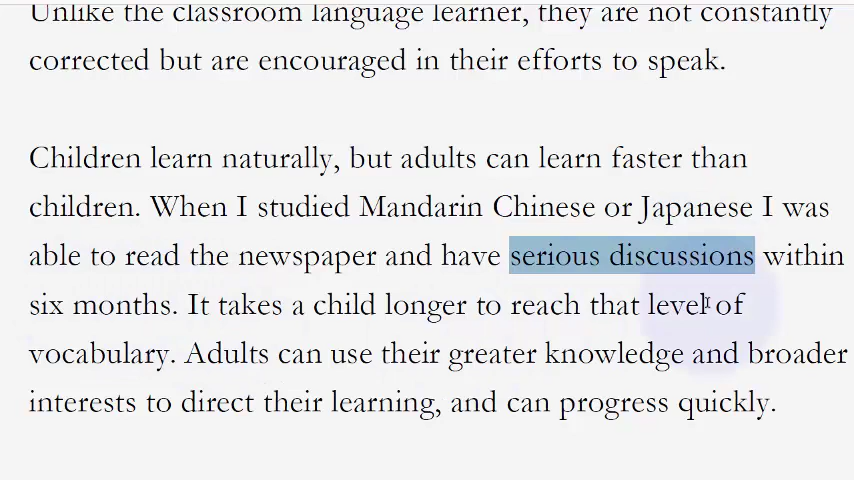 Unlike the classroom language learner, they are not constantly
corrected but are encouraged in their efforts to speak.
Children learn naturally, but adults can learn faster than
children. When I studied Mandarin Chinese or Japanese I was
able to read the newspaper and have serious discussions within
six months. It takes a child longer to reach that level of
vocabulary. Adults can use their greater knowledge and broader
interests to direct their learning, and can progress quickly.